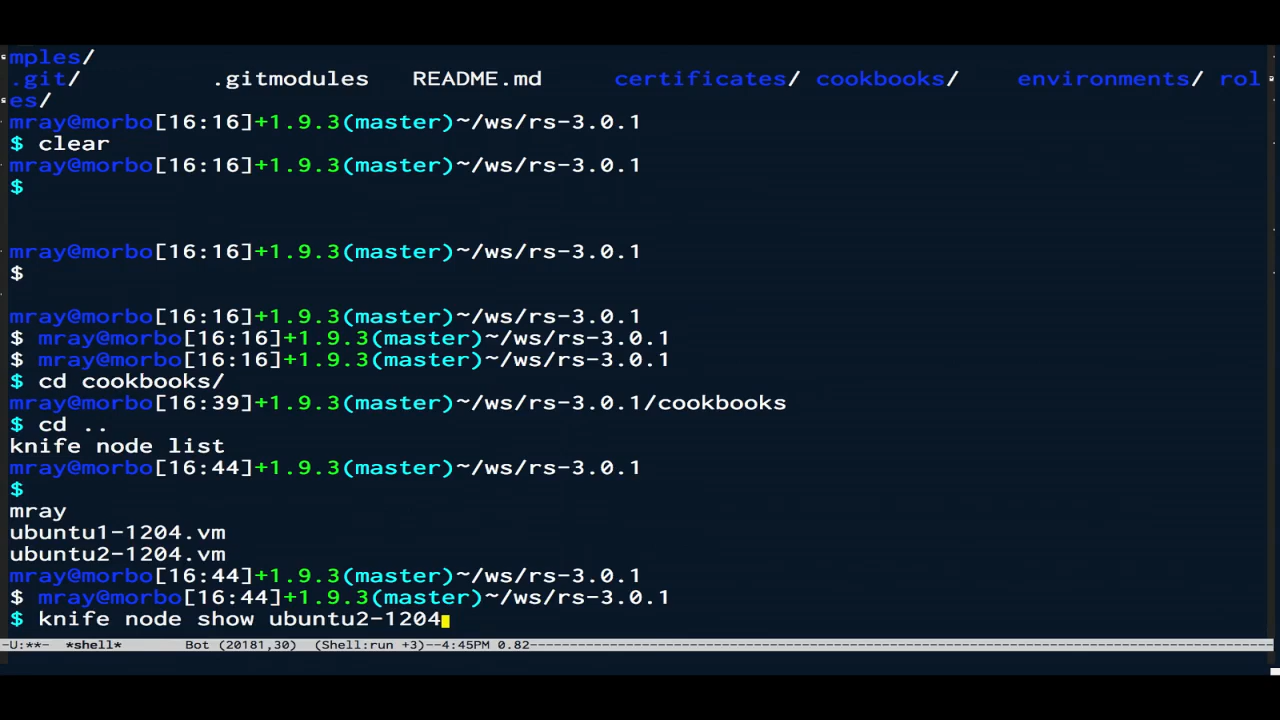 mples/
.git/ .gitmodules README.md certificates/ cookbooks/ environments/ rol
es/
mray@morbo[16:16]+1.9.3(master)~/ws/rs-3.0.1
$ clear
mray@morbo[16:16]+1.9.3(master)~/ws/rs-3.0.1
$
mray@morbo[16:16]+1.9.3(master)~/ws/rs-3.0.1
$
mray@morbo[16:16]+1.9.3(master)~/ws/rs-3.0.1
$ mray@morbo[16:16]+1.9.3(master)~/ws/rs-3.0.1
$ mray@morbo[16:16]+1.9.3(master)~/ws/rs-3.0.1
$ cd cookbooks/
mray@morbo[16:39]+1.9.3(master)~/ws/rs-3.0.1/cookbooks
$ cd ..
knife node list
mray@morbo[16:44]+1.9.3(master)~/ws/rs-3.0.1
$
mray
ubuntu1-1204.vm
ubuntu2-1204.vm
mray@morbo[16:44]+1.9.3(master)~/ws/rs-3.0.1
$ mray@morbo[16:44]+1.9.3(master)~/ws/rs-3.0.1
$ knife node show ubuntu2-1204
-U:**- *shell* Bot (20181,30) (Shell:run +3)--4:45PM 0.82--------------------